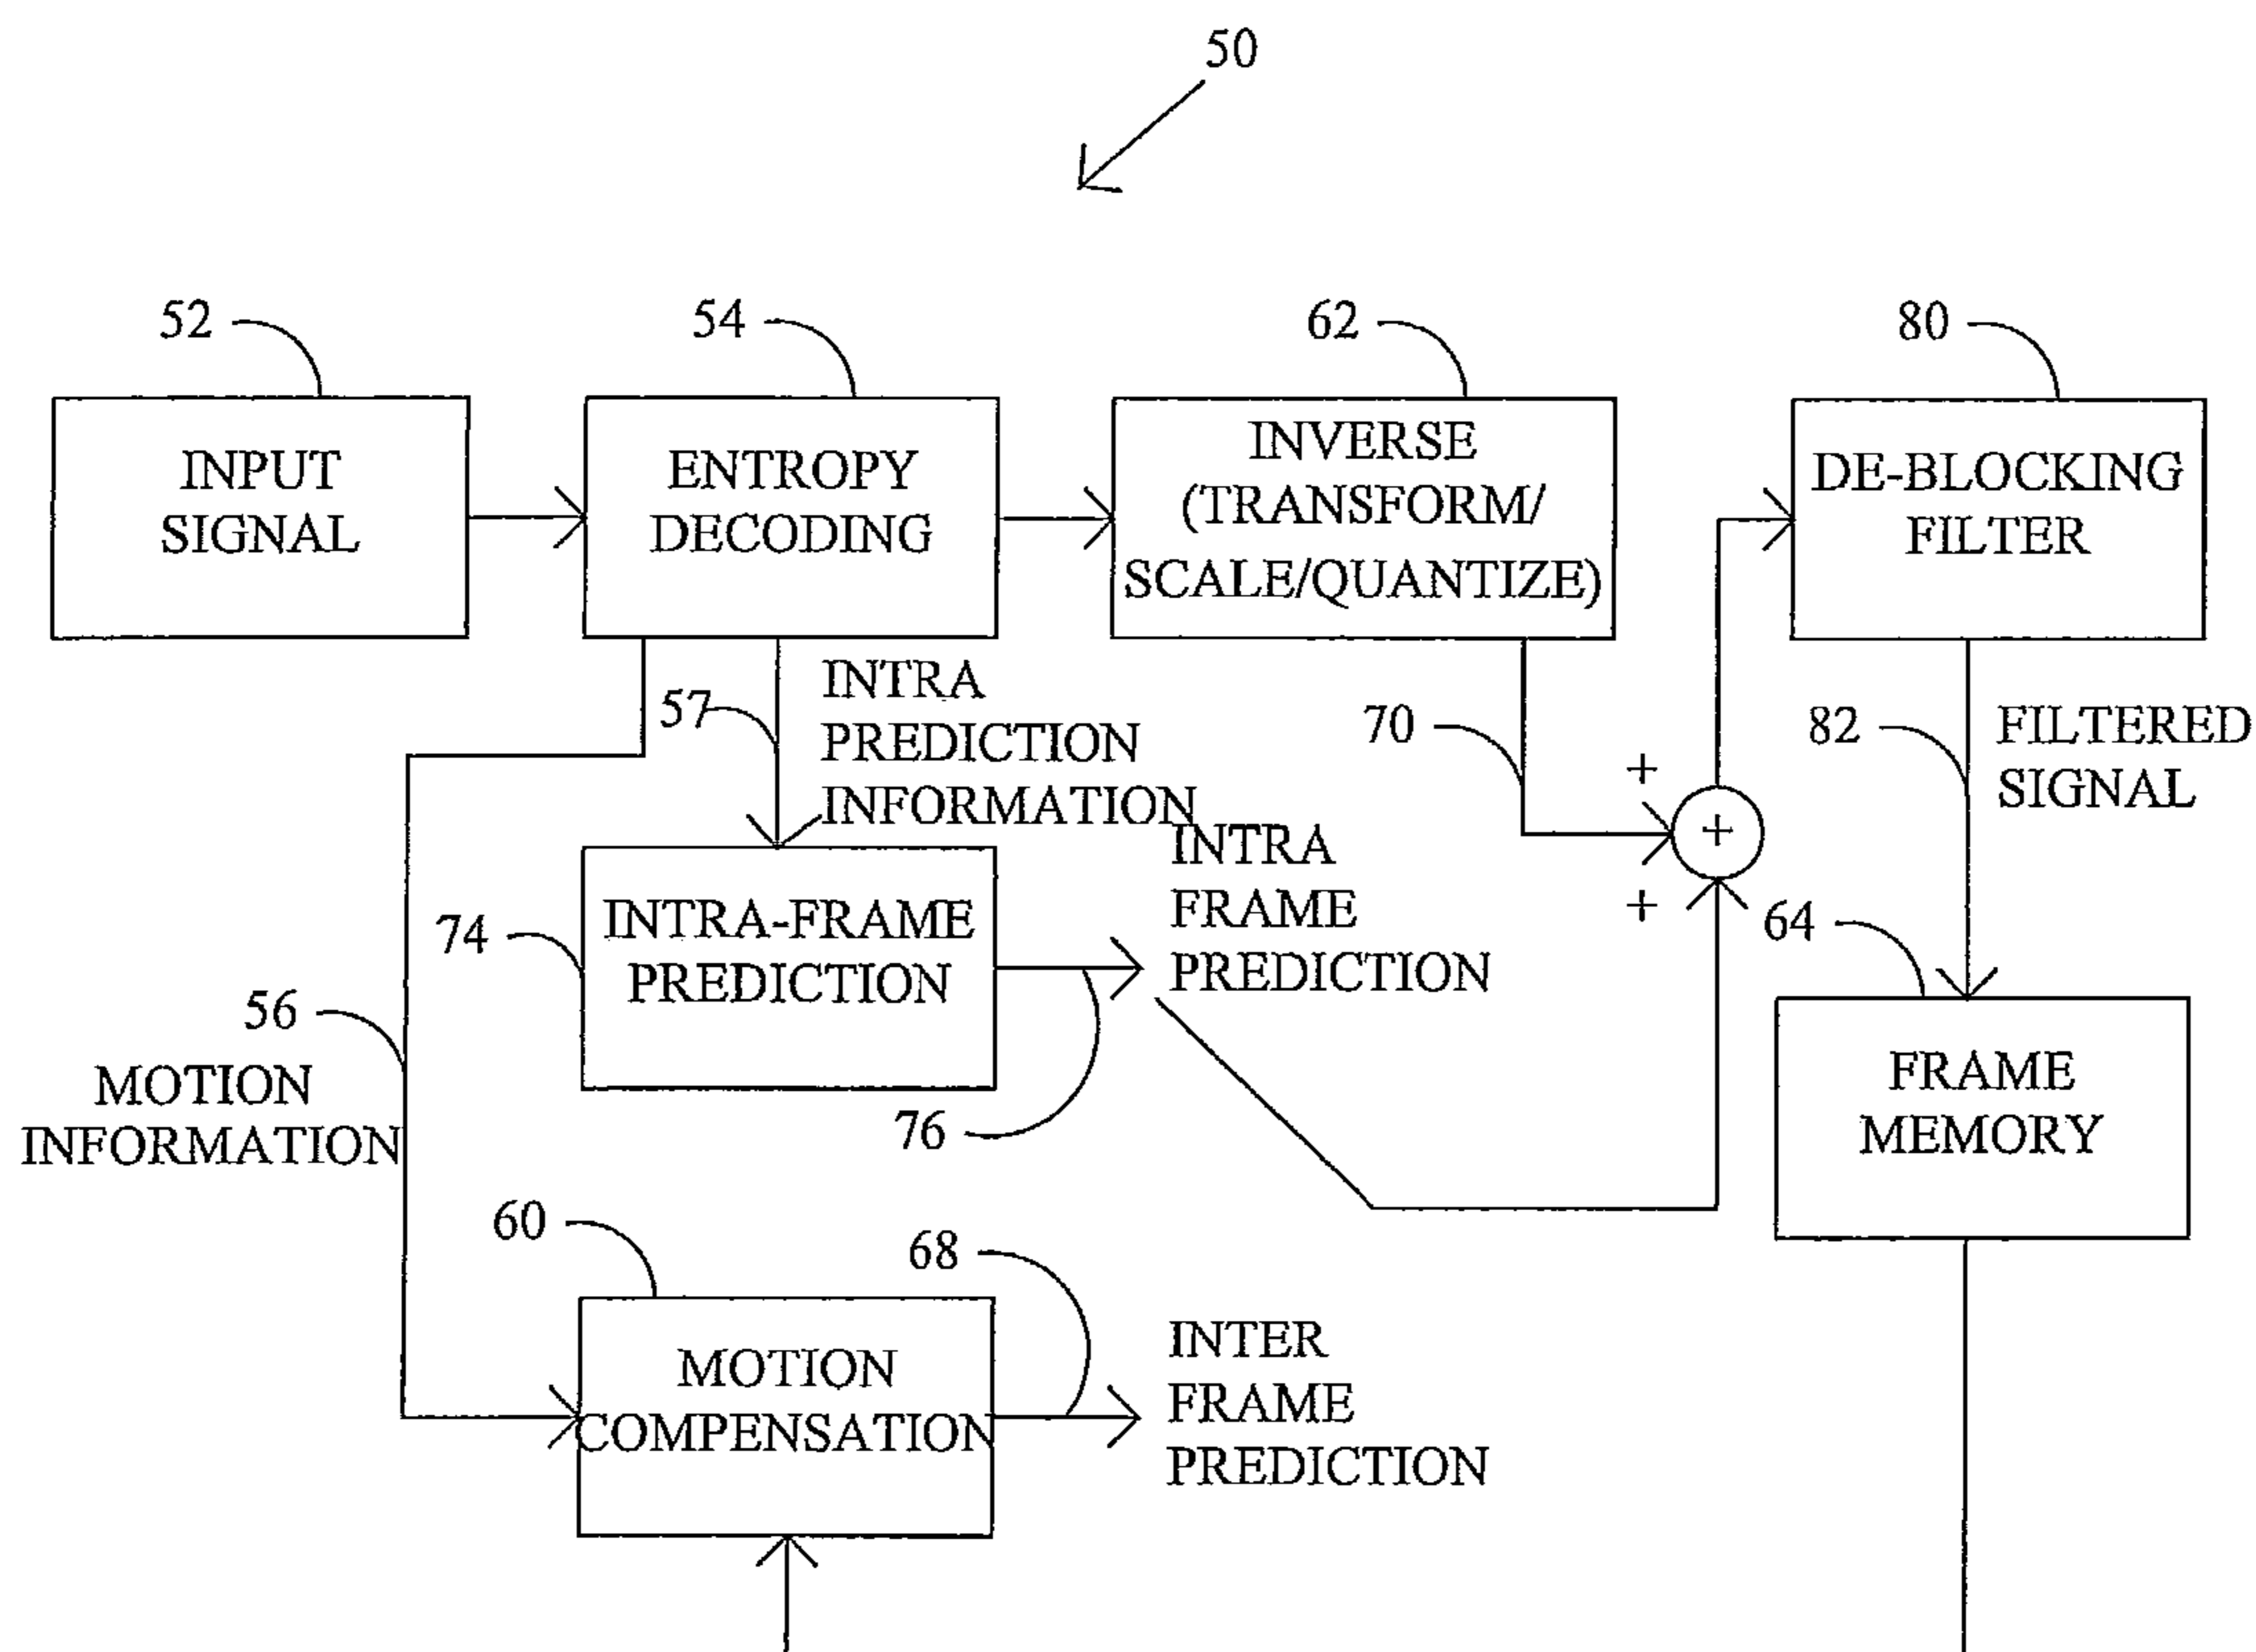 50
52
54
62
80
INPUT
SIGNAL
ENTROPY
DECODING
INVERSE
(TRANSFORM/
SCALE/QUANTIZE)
DE-BLOCKING
FILTER
57
INTRA
PREDICTION
INFORMATION
70
+
+
+
82
FILTERED
SIGNAL
74
INTRA-FRAME
PREDICTION
INTRA
FRAME
PREDICTION
76
64
FRAME
MEMORY
56
MOTION
INFORMATION
60
68
MOTION
COMPENSATION
INTER
FRAME
PREDICTION